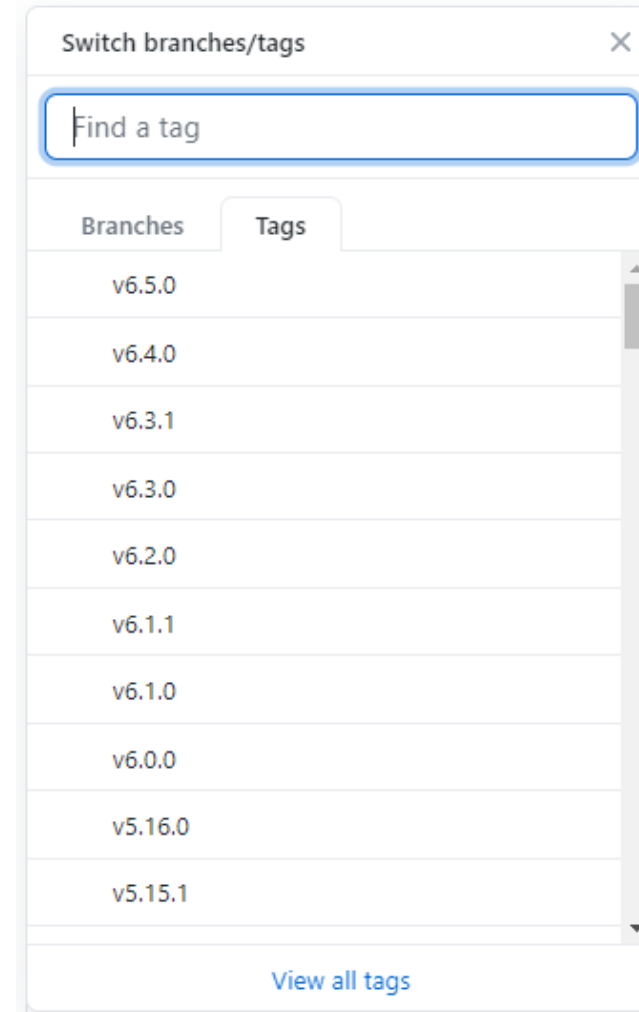 Switch branches/tags
Find a tag
Branches Tags
v6.5.0
v6.4.0
v6.3.1
v6.3.0
v6.2.0
v6.1.1
v6.1.0
v6.0.0
v5.16.0
v5.15.1
View all tags